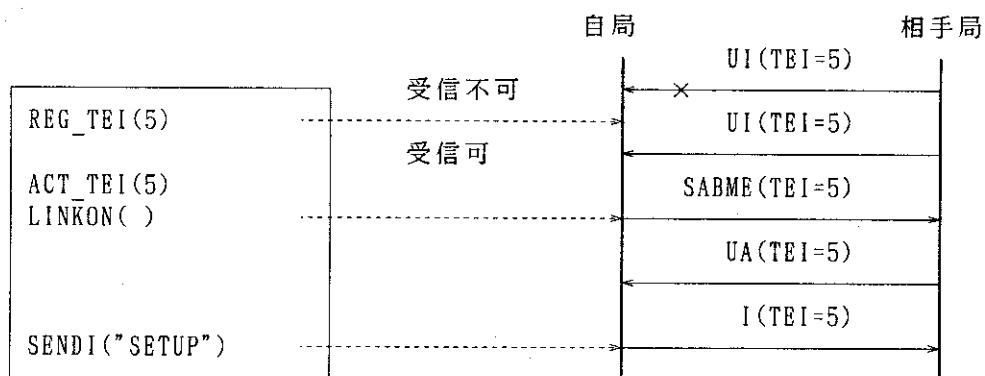 自局 相手局
UI(TEI=5)
受信不可
REG_TEI(5)
UI(TEI=5)
受信可
ACT_TEI(5)
SABME(TEI=5)
LINKON( )
UA(TEI=5)
I(TEI=5)
SENDI("SETUP")